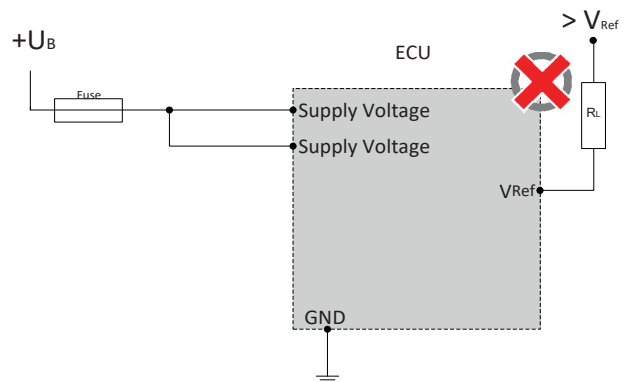 > VRef
+UB
ECU
Fuse
Supply Voltage
RL
Supply Voltage
VRef
GND